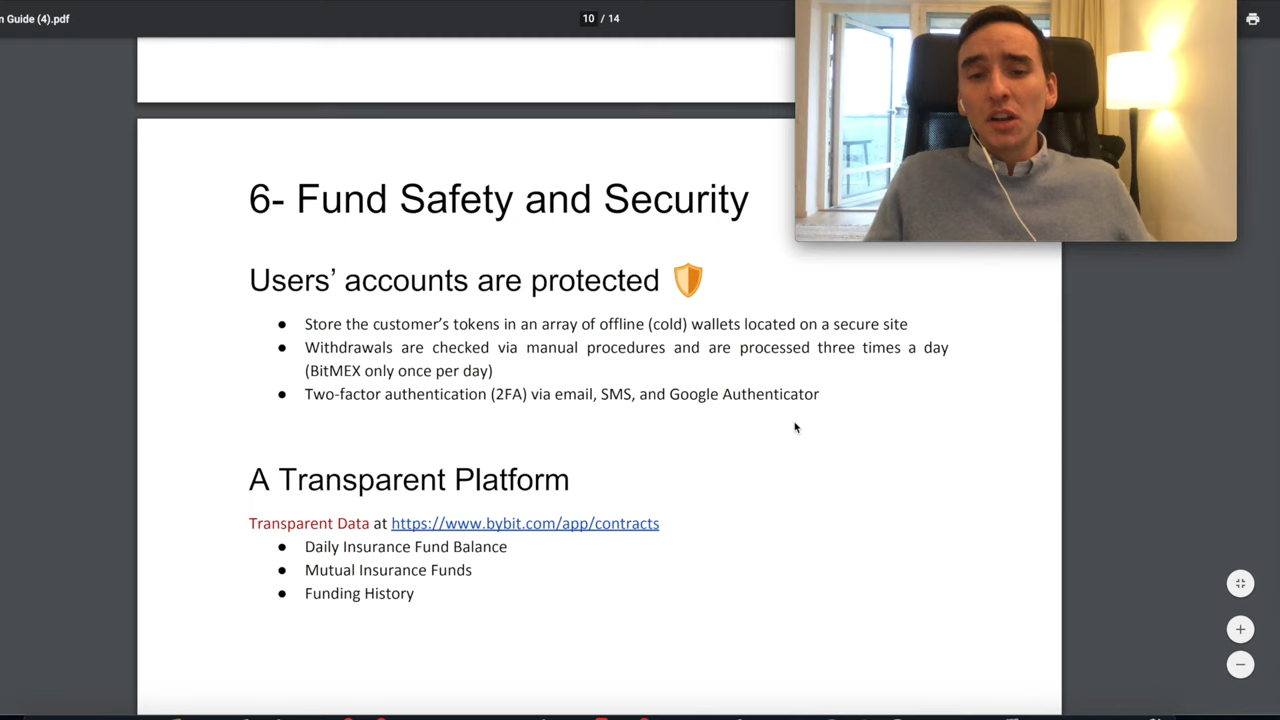 n Guide (4).pdf
10 / 14
6- Fund Safety and Security
Users’ accounts are protected
● Store the customer’s tokens in an array of offline (cold) wallets located on a secure site
● Withdrawals are checked via manual procedures and are processed three times a day
(BitMEX only once per day)
● Two-factor authentication (2FA) via email, SMS, and Google Authenticator
A Transparent Platform
Transparent Data at https://www.bybit.com/app/contracts
● Daily Insurance Fund Balance
● Mutual Insurance Funds
● Funding History